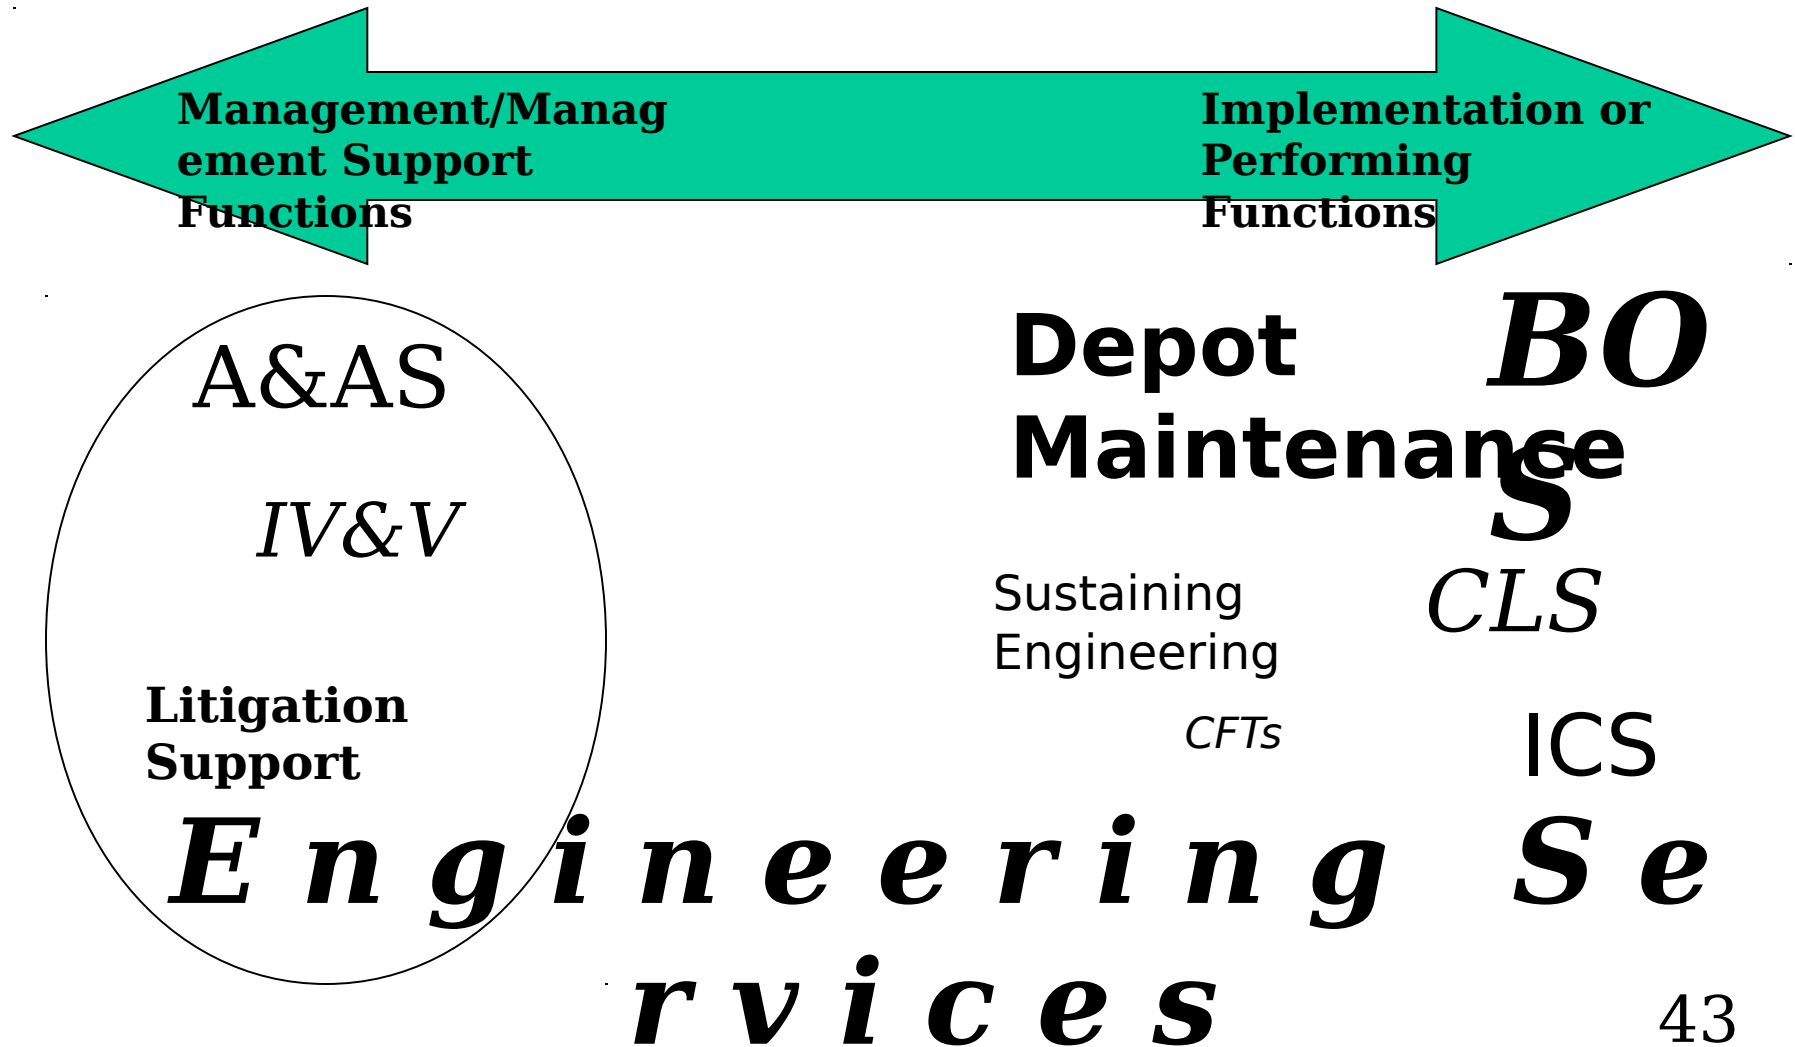 Management/Manag
ement Support
Functions
Implementation or
Performing
Functions
A&AS
IV&V
Litigation
Support
Depot
Maintenance
BO
S
Sustaining
Engineering
CLS
CFTs
ICS
E n g i n e e r i n g   S e
r v i c e s
43